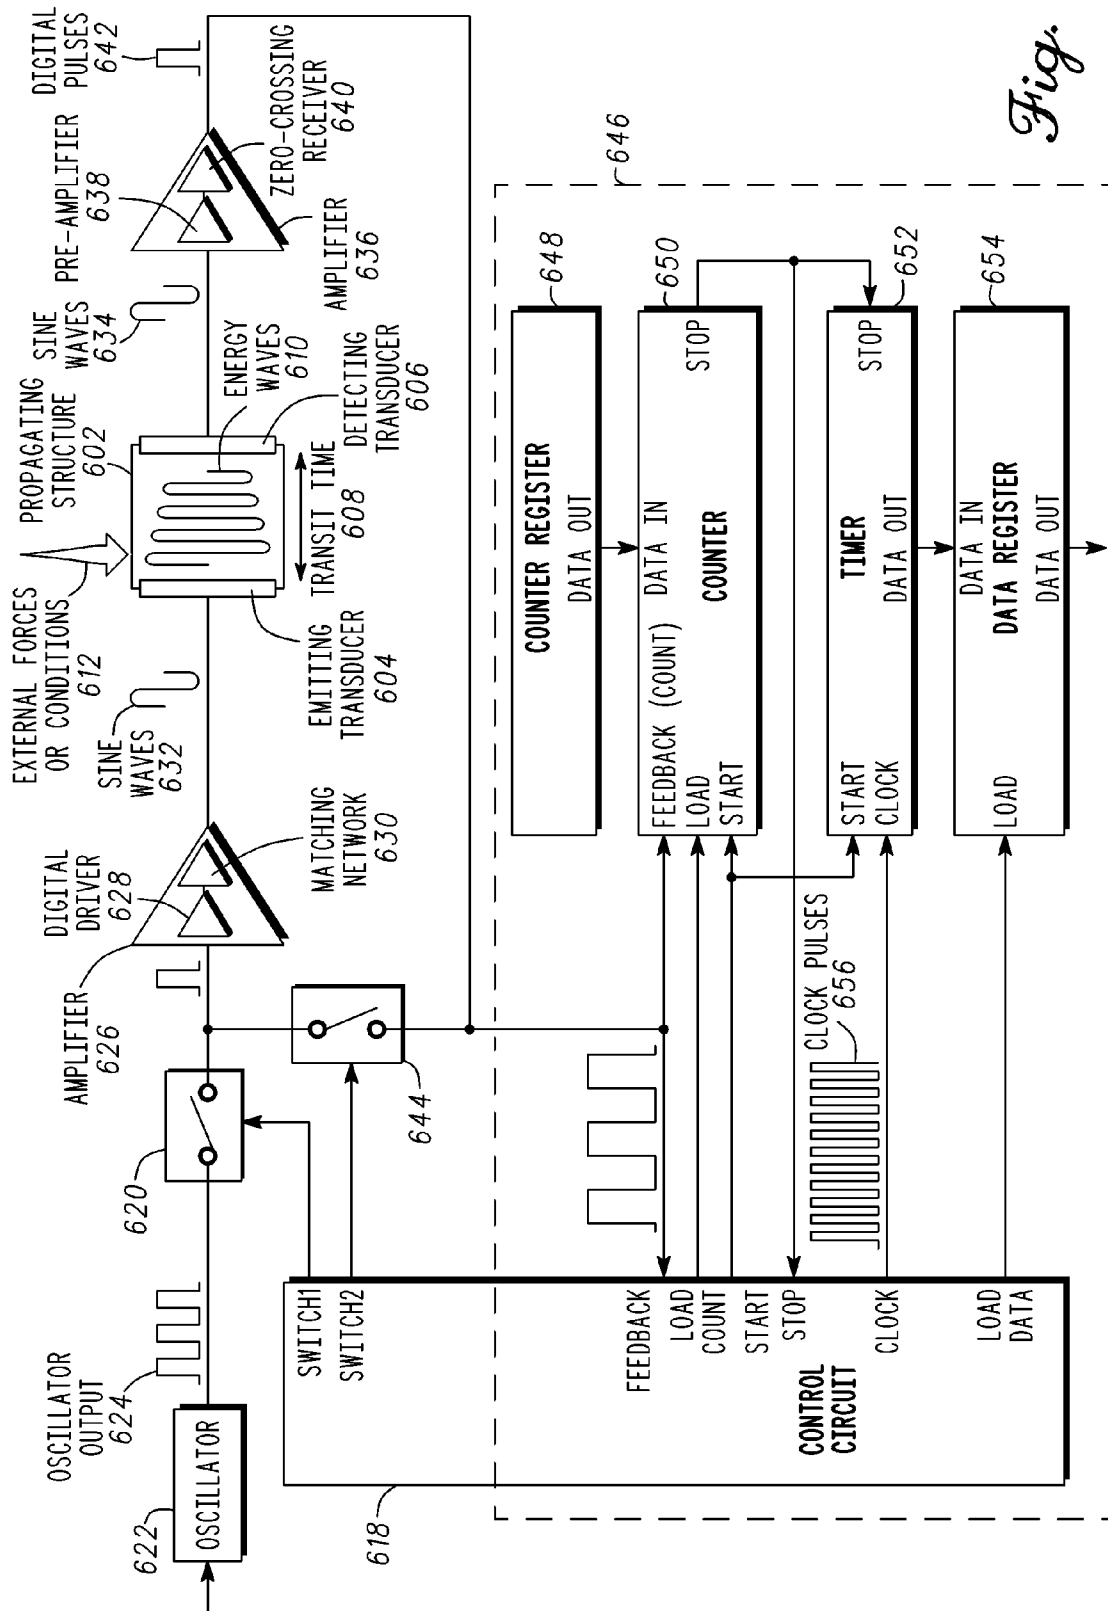 EXTERNAL FORCES
OR CONDITIONS
612
PROPAGATING
STRUCTURE
602
SINE
WAVES
634
PRE-AMPLIFIER
638
DIGITAL
PULSES
642
OSCILLATOR
OUTPUT
624
AMPLIFIER
626
DIGITAL
DRIVER
628
SINE
WAVES
632
622
OSCILLATOR
620
MATCHING
NETWORK
630
EMITTING
TRANSDUCER
604
TRANSIT TIME
608
ENERGY
WAVES
610
DETECTING
TRANSDUCER
606
AMPLIFIER
636
ZERO-CROSSING
RECEIVER
640
644
646
618
SWITCH1
SWITCH2
FEEDBACK
LOAD
COUNT
START
STOP
CLOCK
LOAD
DATA
CONTROL
CIRCUIT
CLOCK PULSES
656
COUNTER REGISTER
DATA OUT
648
FEEDBACK (COUNT)
DATA IN
LOAD
START
COUNTER
STOP
650
START
CLOCK
TIMER
DATA OUT
STOP
652
LOAD
DATA IN
DATA REGISTER
DATA OUT
654
Fig.